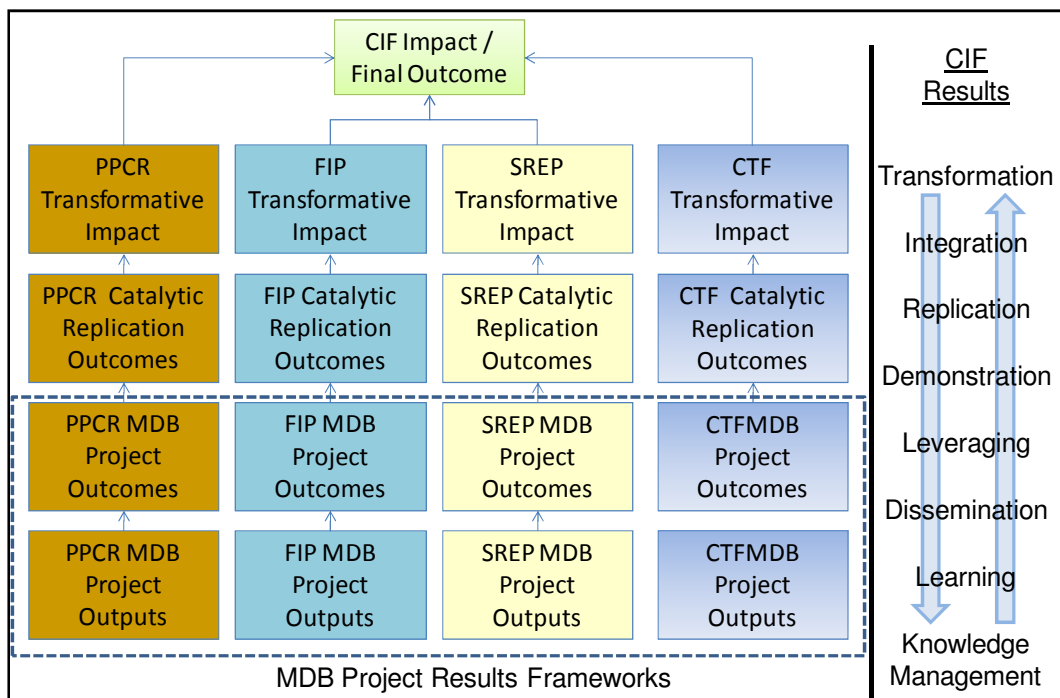 CIF Impact /
Final Outcome
PPCR
Transformative
Impact
FIP
Transformative
Impact
SREP
Transformative
Impact
CTF
Transformative
Impact
PPCR Catalytic
Replication
Outcomes
FIP Catalytic
Replication
Outcomes
SREP Catalytic
Replication
Outcomes
CTF Catalytic
Replication
Outcomes
PPCR MDB
Project
Outcomes
FIP MDB
Project
Outcomes
SREP MDB
Project
Outcomes
CTFMDB
Project
Outcomes
PPCR MDB
Project
Outputs
FIP MDB
Project
Outputs
SREP MDB
Project
Outputs
CTFMDB
Project
Outputs
MDB Project Results Frameworks
CIF
Results
Transformation
Integration
Replication
Demonstration
Leveraging
Dissemination
Learning
Knowledge
Management